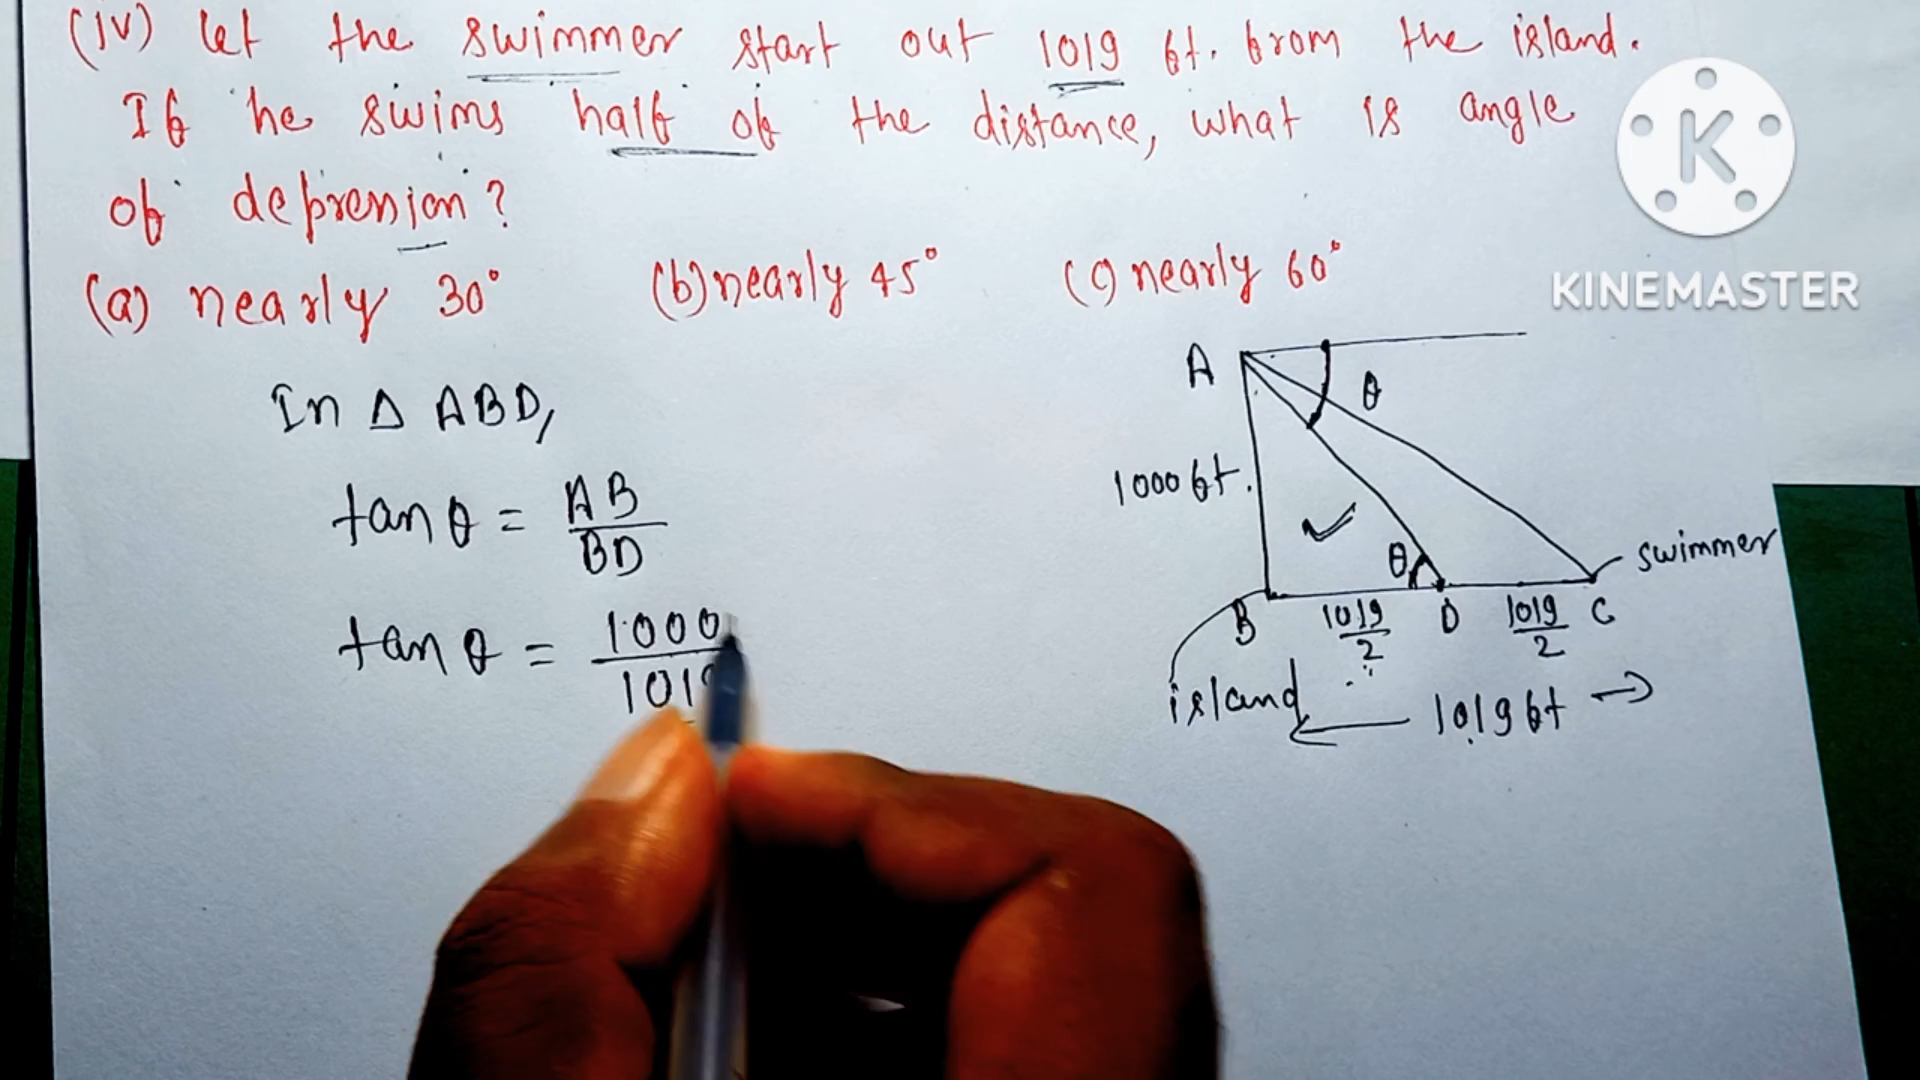 (iv) Let the swimmer start out 1019 ft. from the island.
If he swims half of the distance, what is angle
of depression?
(a) nearly 30° (b) nearly 45° (c) nearly 60°
K
KINEMASTER
In Δ ABD,
tan θ = AB/BD
tan θ = 1000/
A
θ
1000 ft.
θ
swimmer
B 1019/2 D 1019/2 C
island
1019 ft